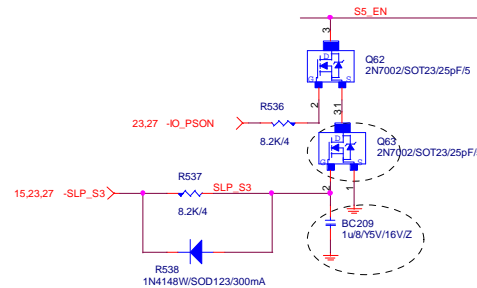 S5_EN
3
D
G
S
Q62
2N7002/SOT23/25pF/5
2
31
R536
23,27 -IO_PSON
8.2K/4
D
G
S
Q63
2N7002/SOT23/25pF/
R537
SLP_S3
15,23,27 -SLP_S3
8.2K/4
2
1
BC209
1u/8/Y5V/16V/Z
R538
1N4148W/SOD123/300mA